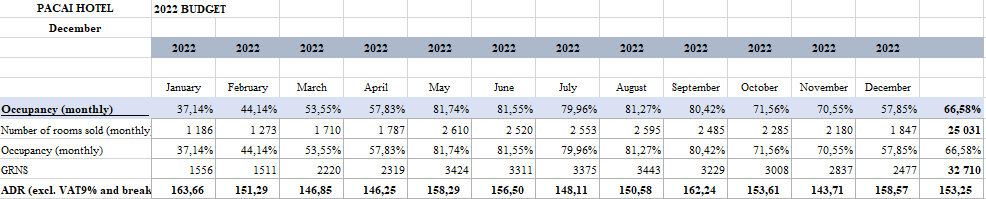 PACAI HOTEL 2022 BUDGET
December
2022 2022 2022 2022 2022 2022 2022 2022 2022 2022 2022 2022
January February March April May June July August September October November December
Occupancy (monthly) 37,14% 44,14% 53,55% 57,83% 81,74% 81,55% 79,96% 81,27% 80,42% 71,56% 70,55% 57,85% 66,58%
Number of rooms sold (monthly 1 186 1 273 1 710 1 787 2 610 2 520 2 553 2 595 2 485 2 285 2 180 1 847 25 031
Occupancy (monthly) 37,14% 44,14% 53,55% 57,83% 81,74% 81,55% 79,96% 81,27% 80,42% 71,56% 70,55% 57,85% 66,58%
GRNS 1556 1511 2220 2319 3424 3311 3375 3443 3229 3008 2837 2477 32 710
ADR (excl. VAT9% and break 163,66 151,29 146,85 146,25 158,29 156,50 148,11 150,58 162,24 153,61 143,71 158,57 153,25